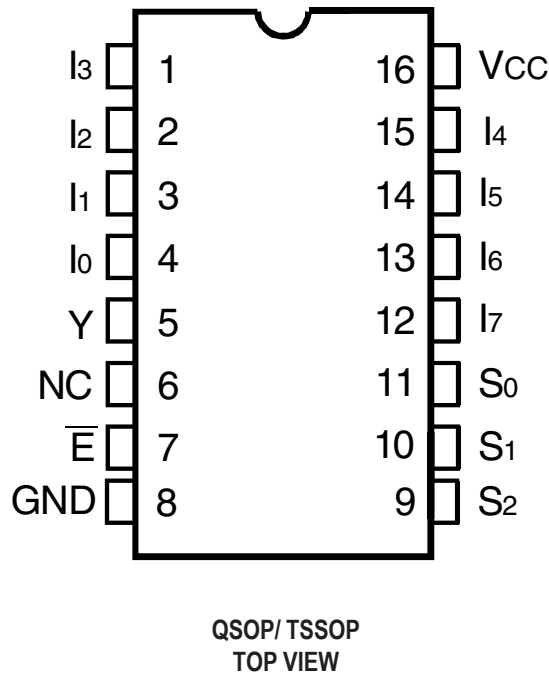 I3 1 16 VCC
I2 2 15 I4
I1 3 14 I5
I0 4 13 I6
Y 5 12 I7
NC 6 11 S0
E̅ 7 10 S1
GND 8 9 S2
QSOP/ TSSOP
TOP VIEW